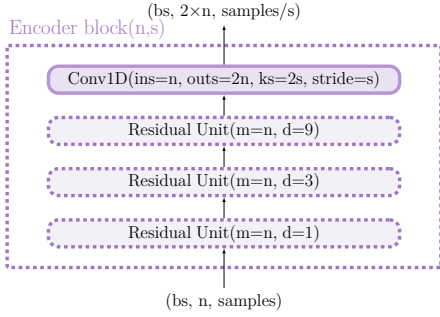 (bs, 2×n, samples/s)
Encoder block(n,s)
Conv1D(ins=n, outs=2n, ks=2s, stride=s)
Residual Unit(m=n, d=9)
Residual Unit(m=n, d=3)
Residual Unit(m=n, d=1)
(bs, n, samples)